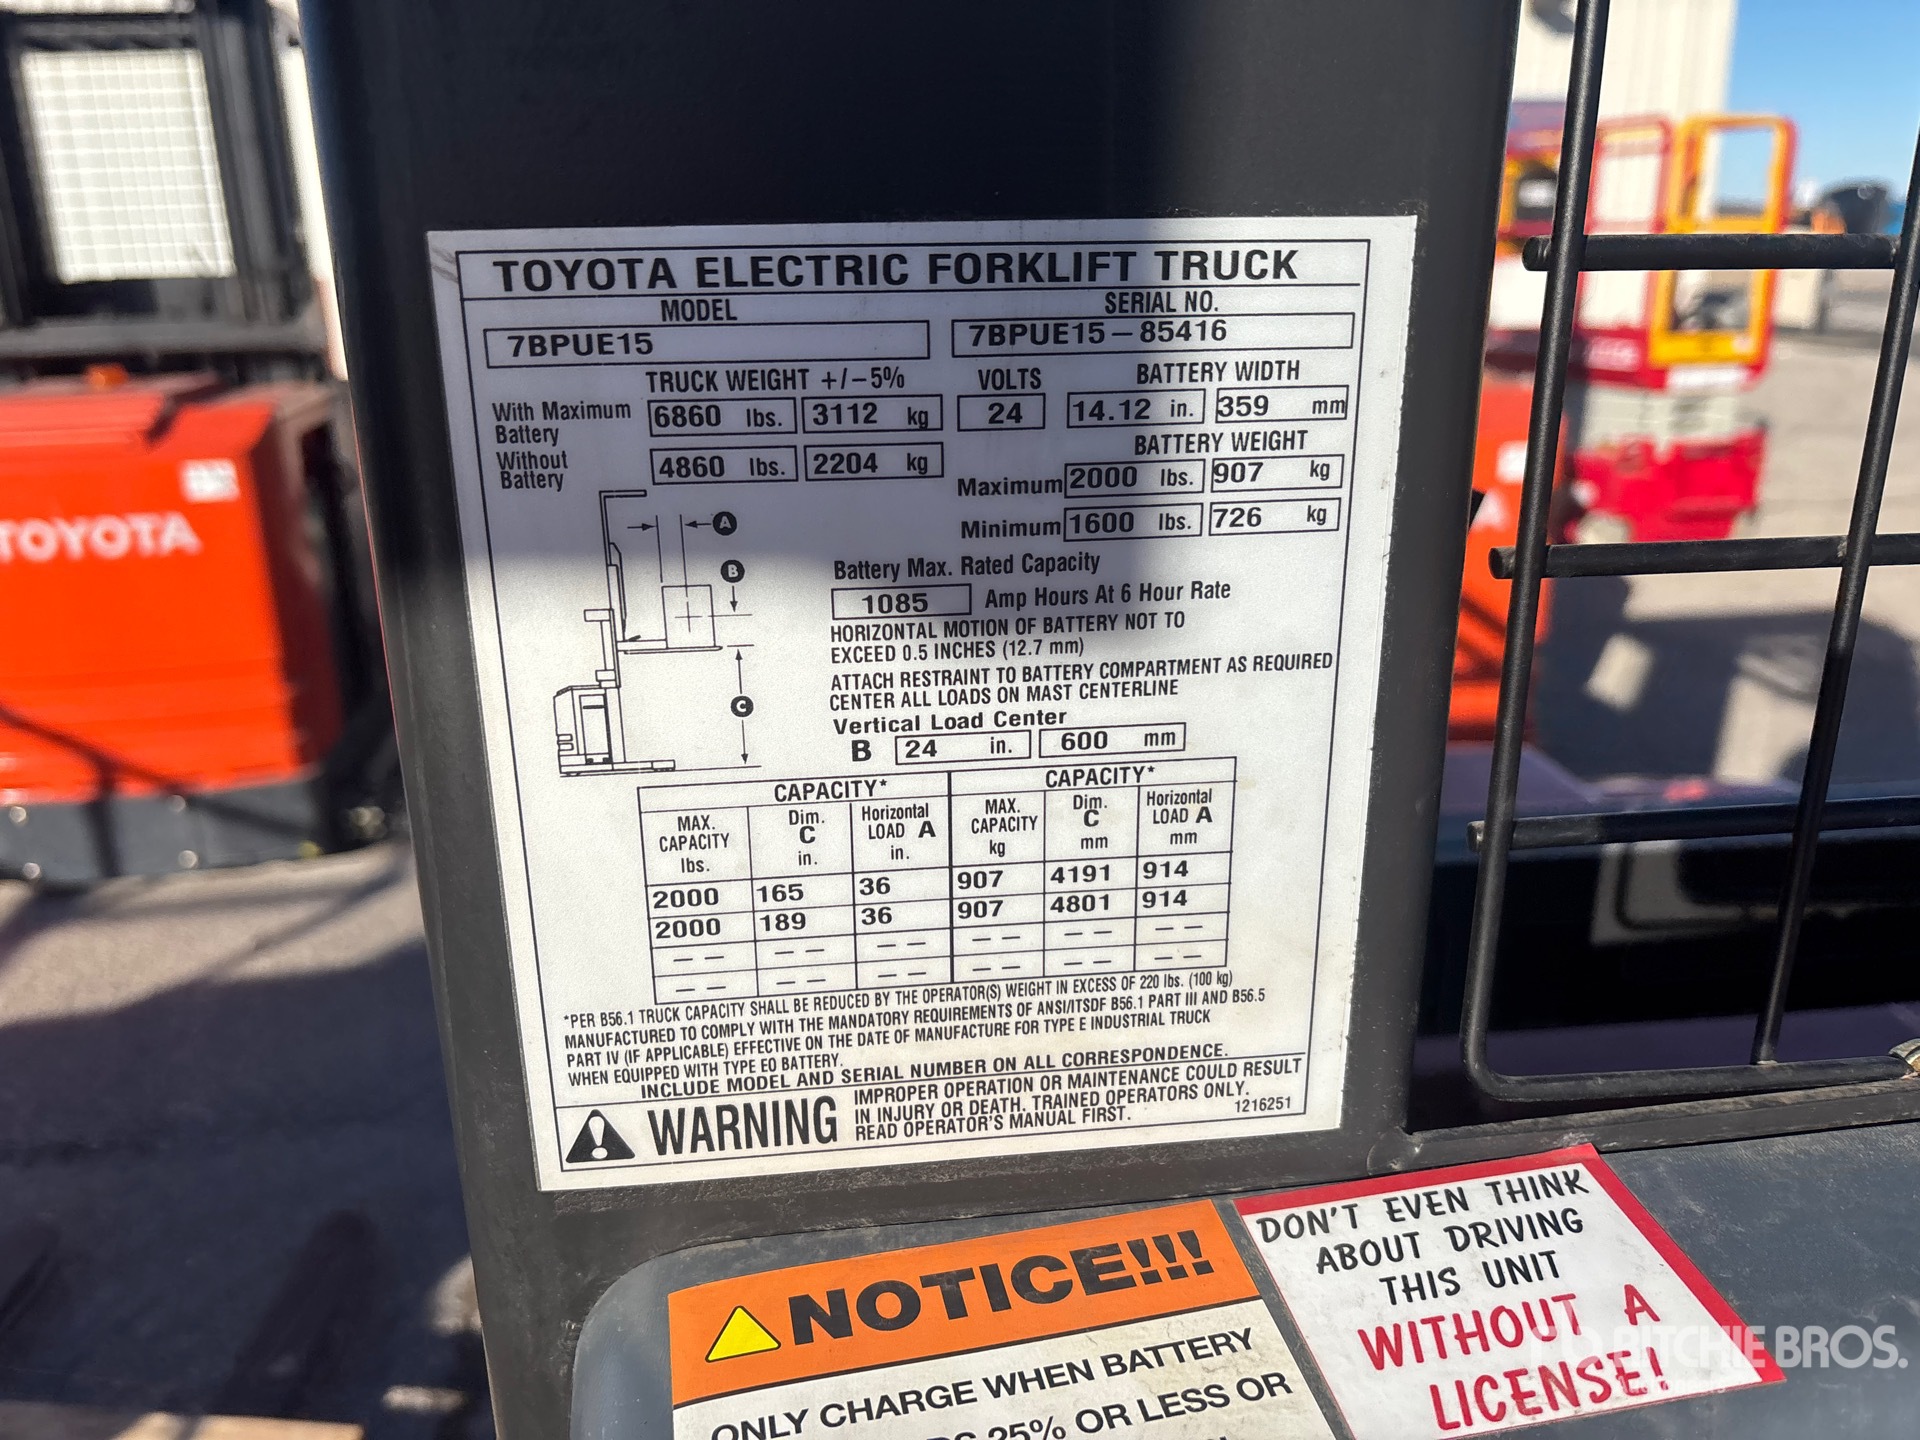 TOYOTA ELECTRIC FORKLIFT TRUCK
MODEL SERIAL NO.
7BPUE15 7BPUE15-85416
TRUCK WEIGHT +/-5% VOLTS BATTERY WIDTH
With Maximum Battery 6860 lbs. 3112 kg 24 14.12 in. 359 mm
BATTERY WEIGHT
Without Battery 4860 lbs. 2204 kg
Maximum 2000 lbs. 907 kg
Minimum 1600 lbs. 726 kg
A
B
C
Battery Max. Rated Capacity
1085 Amp Hours At 6 Hour Rate
HORIZONTAL MOTION OF BATTERY NOT TO
EXCEED 0.5 INCHES (12.7 mm)
ATTACH RESTRAINT TO BATTERY COMPARTMENT AS REQUIRED
CENTER ALL LOADS ON MAST CENTERLINE
Vertical Load Center
B 24 in. 600 mm
CAPACITY* CAPACITY*
MAX. CAPACITY lbs. Dim. C in. Horizontal LOAD A in. MAX. CAPACITY kg Dim. C mm Horizontal LOAD A mm
2000 165 36 907 4191 914
2000 189 36 907 4801 914
-- -- -- -- -- --
-- -- -- -- -- --
*PER B56.1 TRUCK CAPACITY SHALL BE REDUCED BY THE OPERATOR(S) WEIGHT IN EXCESS OF 220 lbs. (100 kg)
MANUFACTURED TO COMPLY WITH THE MANDATORY REQUIREMENTS OF ANSI/ITSDF B56.1 PART III AND B56.5
PART IV (IF APPLICABLE) EFFECTIVE ON THE DATE OF MANUFACTURE FOR TYPE E INDUSTRIAL TRUCK
WHEN EQUIPPED WITH TYPE EO BATTERY.
INCLUDE MODEL AND SERIAL NUMBER ON ALL CORRESPONDENCE.
WARNING
IMPROPER OPERATION OR MAINTENANCE COULD RESULT
IN INJURY OR DEATH. TRAINED OPERATORS ONLY.
READ OPERATOR'S MANUAL FIRST. 1216251
TOYOTA
NOTICE!!!
ONLY CHARGE WHEN BATTERY
25% OR LESS OR
DON'T EVEN THINK
ABOUT DRIVING
THIS UNIT
WITHOUT A
LICENSE!
RITCHIE BROS.